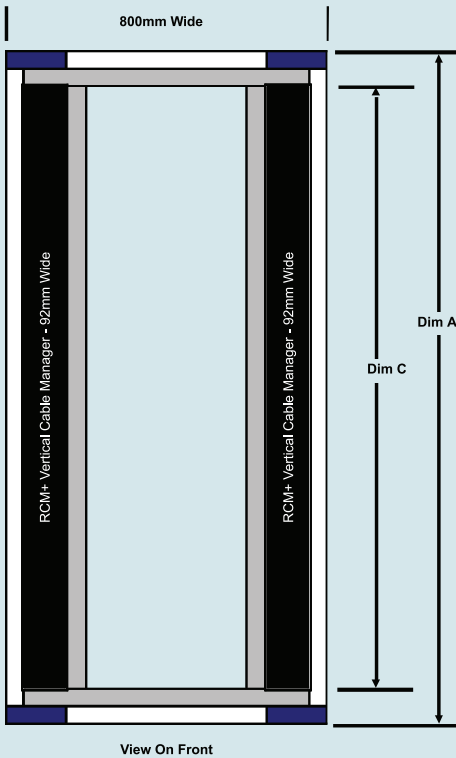 800mm Wide
RCM+ Vertical Cable Manager - 92mm Wide
RCM+ Vertical Cable Manager - 92mm Wide
Dim A
Dim C
View On Front